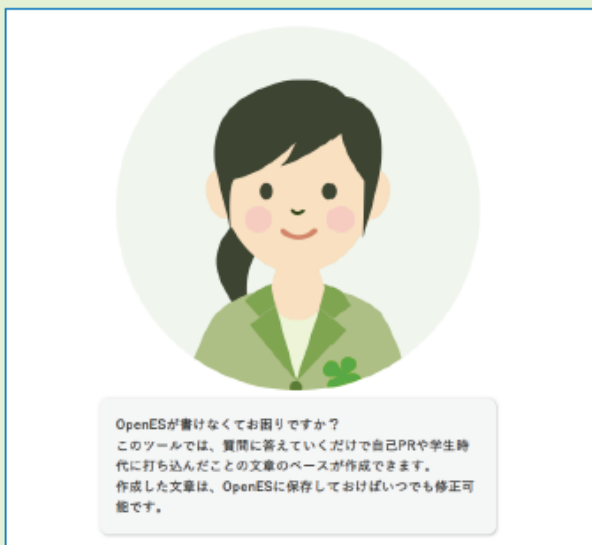 OpenESが書けなくてお困りですか？
このツールでは、質問に答えていくだけで自己PRや学生時
代に打ち込んだことの文章のベースが作成できます。
作成した文章は、OpenESに保存しておけばいつでも修正可
能です。